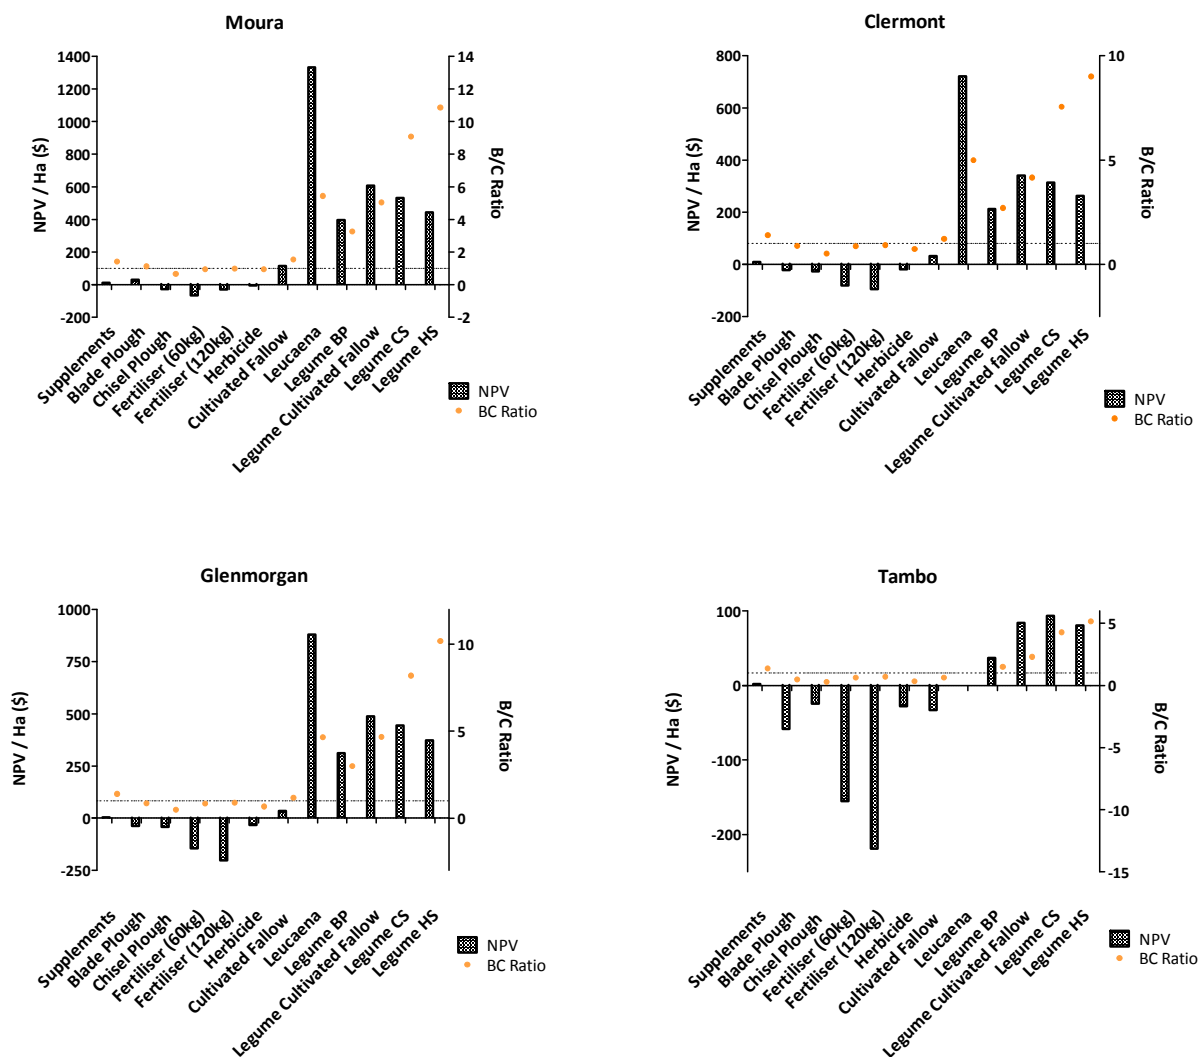 Moura
1400
1200
1000
800
600
400
200
0
-200
NPV / Ha ($)
14
12
10
8
6
4
2
0
-2
B/C Ratio
Supplements
Blade Plough
Chisel Plough
Fertiliser (60kg)
Fertiliser (120kg)
Herbicide
Cultivated Fallow
Leucaena
Legume BP
Legume Cultivated Fallow
Legume CS
Legume HS
NPV
BC Ratio
Clermont
800
600
400
200
0
-200
NPV / Ha ($)
10
5
0
B/C Ratio
Supplements
Blade Plough
Chisel Plough
Fertiliser (60kg)
Fertiliser (120kg)
Herbicide
Cultivated Fallow
Leucaena
Legume BP
Legume Cultivated fallow
Legume CS
Legume HS
NPV
BC Ratio
Glenmorgan
1000
750
500
250
0
-250
NPV / Ha ($)
10
5
0
B/C Ratio
Supplements
Blade Plough
Chisel Plough
Fertiliser (60kg)
Fertiliser (120kg)
Herbicide
Cultivated Fallow
Leucaena
Legume BP
Legume Cultivated Fallow
Legume CS
Legume HS
NPV
BC Ratio
Tambo
100
0
-100
-200
NPV / Ha ($)
5
0
-5
-10
-15
B/C Ratio
Supplements
Blade Plough
Chisel Plough
Fertiliser (60kg)
Fertiliser (120kg)
Herbicide
Cultivated Fallow
Leucaena
Legume BP
Legume Cultivated Fallow
Legume CS
Legume HS
NPV
BC Ratio